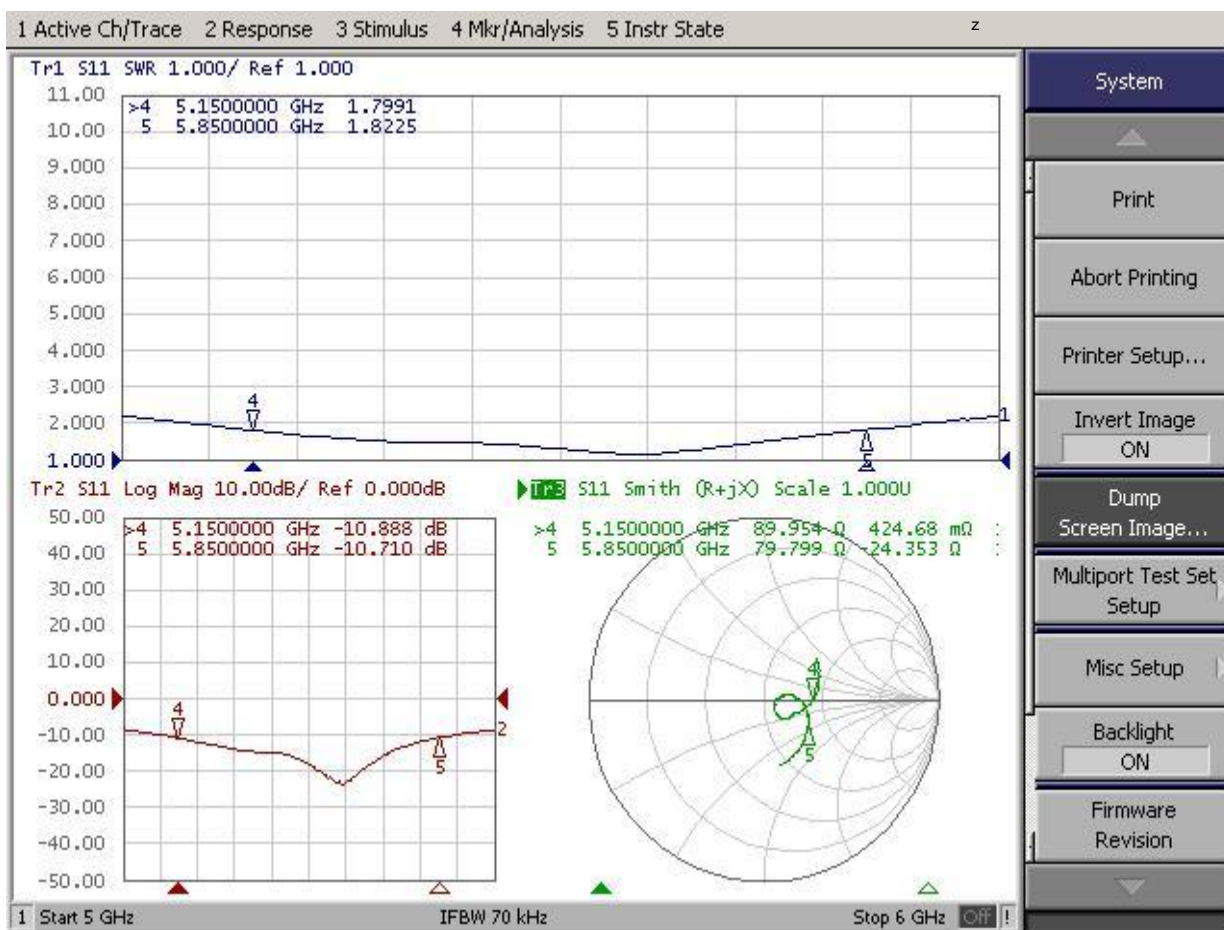 1 Active Ch/Trace 2 Response 3 Stimulus 4 Mkr/Analysis 5 Instr State
z
Tr1 S11 SWR 1.000/ Ref 1.000
11.00
10.00
9.000
8.000
7.000
6.000
5.000
4.000
3.000
2.000
1.000
>4 5.1500000 GHz 1.7991
5 5.8500000 GHz 1.8225
4
5
1
Tr2 S11 Log Mag 10.00dB/ Ref 0.000dB
50.00
40.00
30.00
20.00
10.00
0.000
-10.00
-20.00
-30.00
-40.00
-50.00
>4 5.1500000 GHz -10.888 dB
5 5.8500000 GHz -10.710 dB
4
5
2
Tr3 S11 Smith (R+jX) Scale 1.000U
>4 5.1500000 GHz 89.954 Ω 424.68 mΩ
5 5.8500000 GHz 79.799 Ω -24.353 Ω
4
5
System
Print
Abort Printing
Printer Setup...
Invert Image
ON
Dump
Screen Image...
Multiport Test Set
Setup
Misc Setup
Backlight
ON
Firmware
Revision
1 Start 5 GHz IFBW 70 kHz Stop 6 GHz Off !